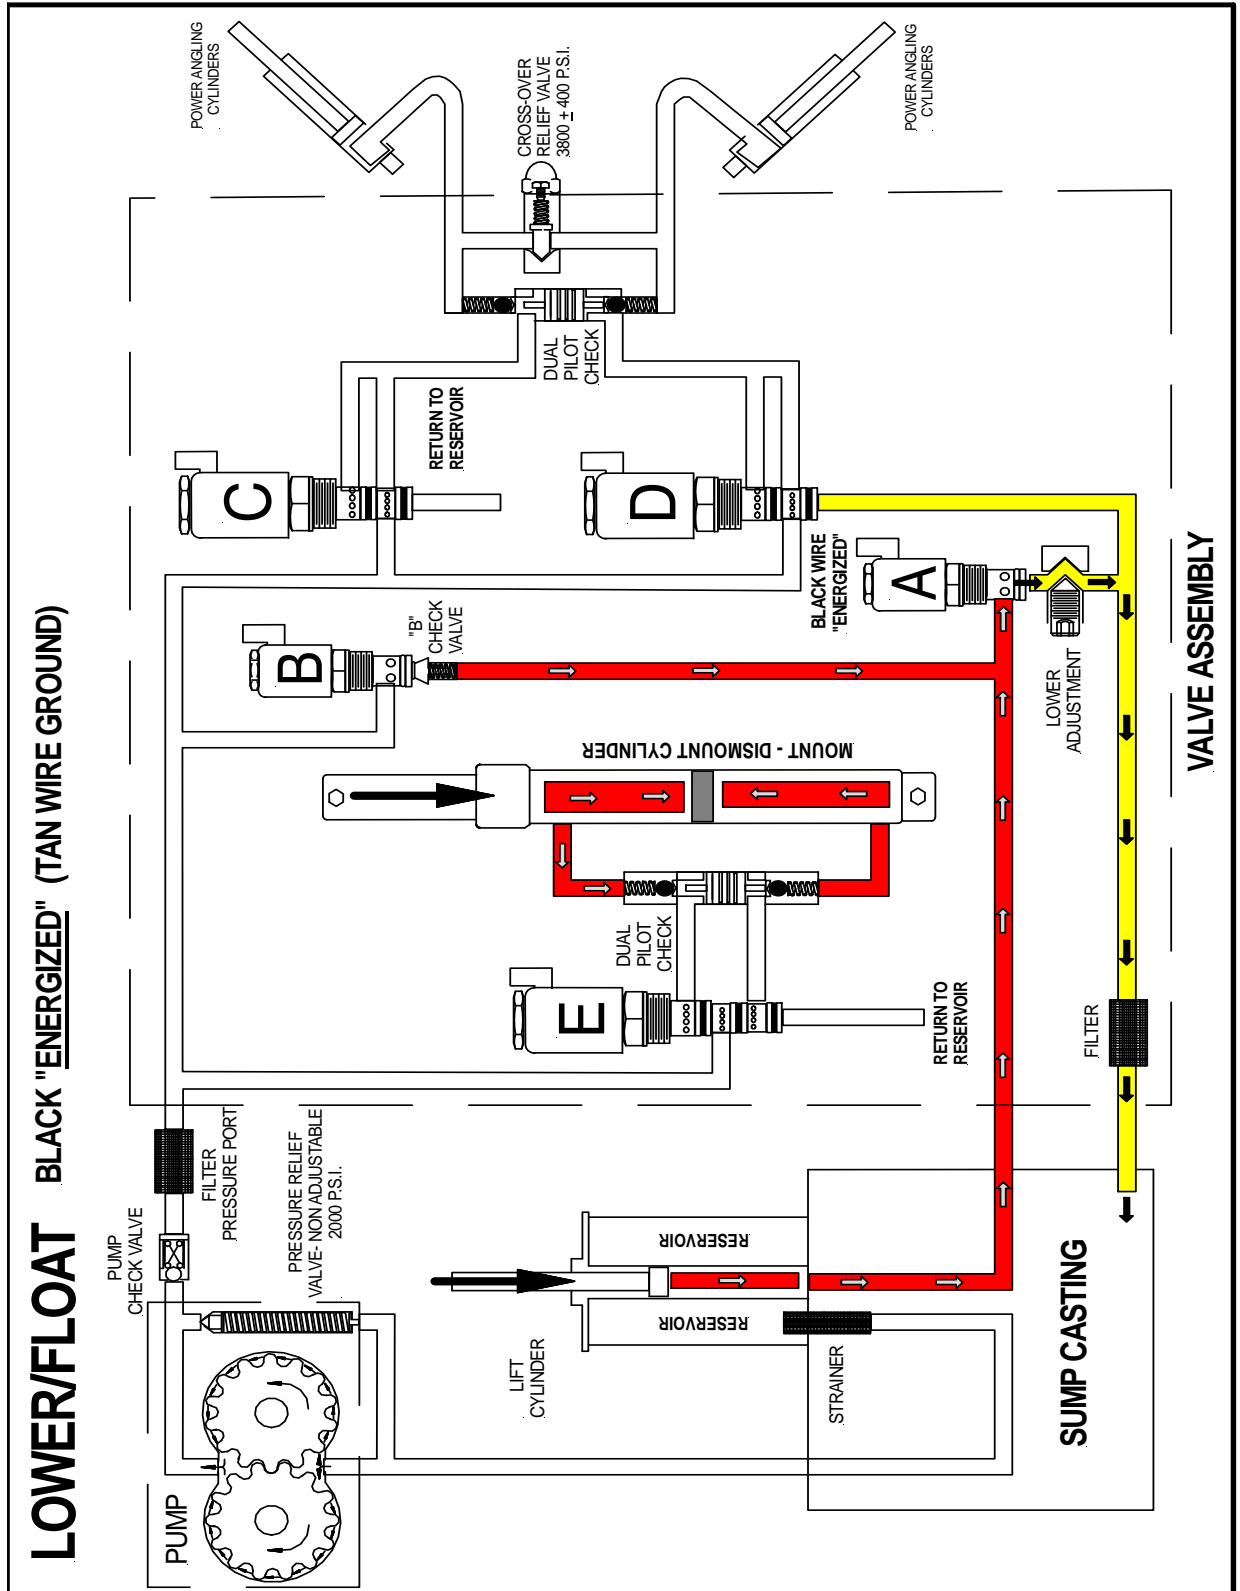 LOWER/FLOAT BLACK "ENERGIZED" (TAN WIRE GROUND)
PUMP
PUMP
CHECK VALVE
FILTER
PRESSURE PORT
PRESSURE RELIEF
VALVE- NON ADJUSTABLE
2000 P.S.I.
POWER ANGLING
CYLINDERS
CROSS-OVER
RELIEF VALVE
3800 ± 400 P.S.I.
POWER ANGLING
CYLINDERS
DUAL
PILOT
CHECK
C
RETURN TO
RESERVOIR
D
B
"B"
CHECK
VALVE
BLACK WIRE
"ENERGIZED"
A
LOWER
ADJUSTMENT
MOUNT - DISMOUNT CYLINDER
DUAL
PILOT
CHECK
E
RETURN TO
RESERVOIR
FILTER
VALVE ASSEMBLY
LIFT
CYLINDER
RESERVOIR
RESERVOIR
STRAINER
SUMP CASTING